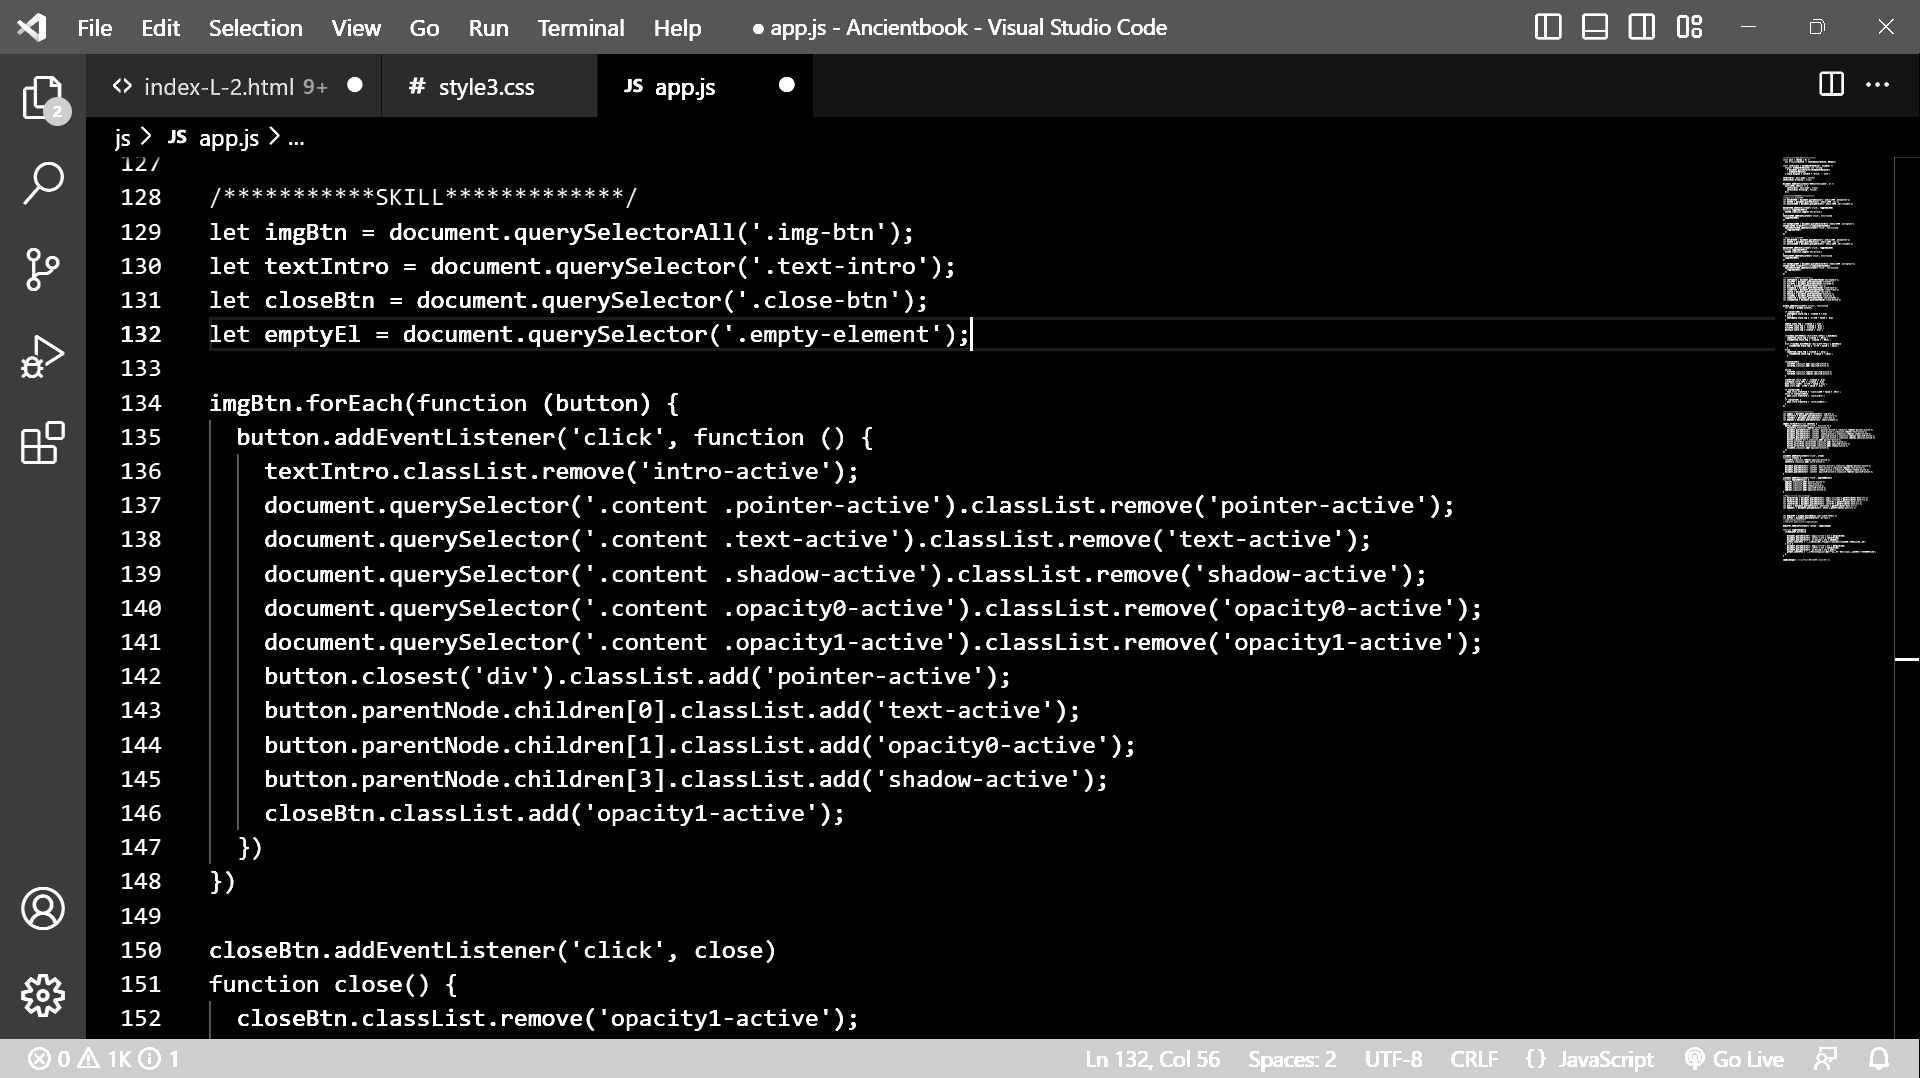 File Edit Selection View Go Run Terminal Help ● app.js - Ancientbook - Visual Studio Code
<> index-L-2.html 9+ ● # style3.css JS app.js ●
js > JS app.js > ...
2
127
128 /***********SKILL*************/
129 let imgBtn = document.querySelectorAll('.img-btn');
130 let textIntro = document.querySelector('.text-intro');
131 let closeBtn = document.querySelector('.close-btn');
132 let emptyEl = document.querySelector('.empty-element');
133
134 imgBtn.forEach(function (button) {
135   button.addEventListener('click', function () {
136     textIntro.classList.remove('intro-active');
137     document.querySelector('.content .pointer-active').classList.remove('pointer-active');
138     document.querySelector('.content .text-active').classList.remove('text-active');
139     document.querySelector('.content .shadow-active').classList.remove('shadow-active');
140     document.querySelector('.content .opacity0-active').classList.remove('opacity0-active');
141     document.querySelector('.content .opacity1-active').classList.remove('opacity1-active');
142     button.closest('div').classList.add('pointer-active');
143     button.parentNode.children[0].classList.add('text-active');
144     button.parentNode.children[1].classList.add('opacity0-active');
145     button.parentNode.children[3].classList.add('shadow-active');
146     closeBtn.classList.add('opacity1-active');
147   })
148 })
149
150 closeBtn.addEventListener('click', close)
151 function close() {
152   closeBtn.classList.remove('opacity1-active');
0 1K 1 Ln 132, Col 56 Spaces: 2 UTF-8 CRLF {} JavaScript Go Live